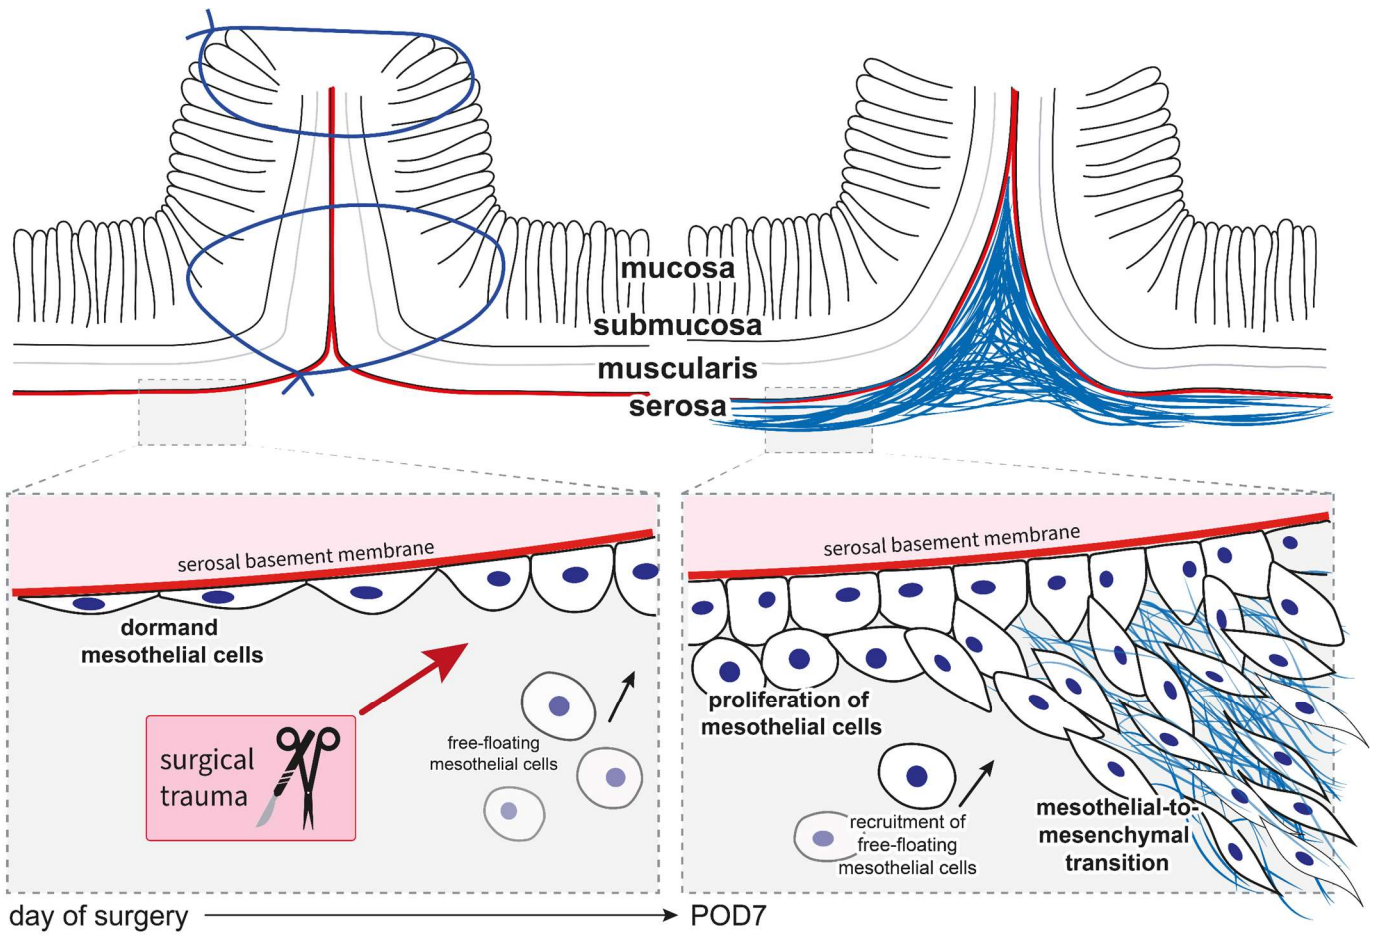 mucosa
submucosa
muscularis
serosa
serosal basement membrane
dormand
mesothelial cells
surgical
trauma
free-floating
mesothelial cells
serosal basement membrane
proliferation of
mesothelial cells
recruitment of
free-floating
mesothelial cells
mesothelial-to-
mesenchymal
transition
day of surgery
POD7